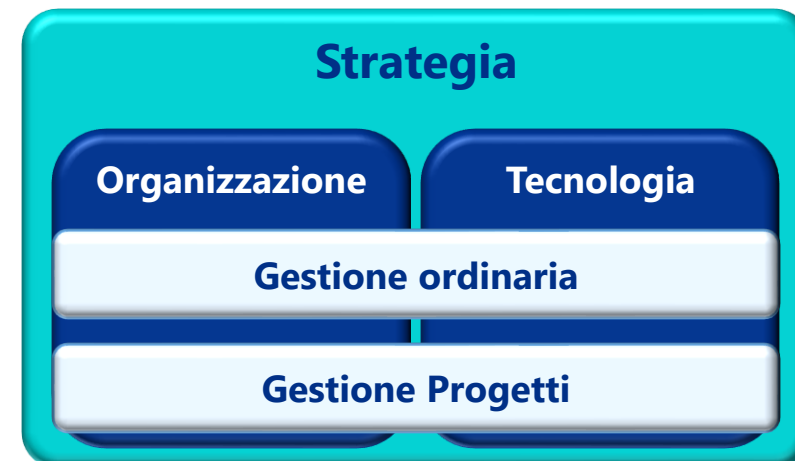 Strategia
Organizzazione
Tecnologia
Gestione ordinaria
Gestione Progetti